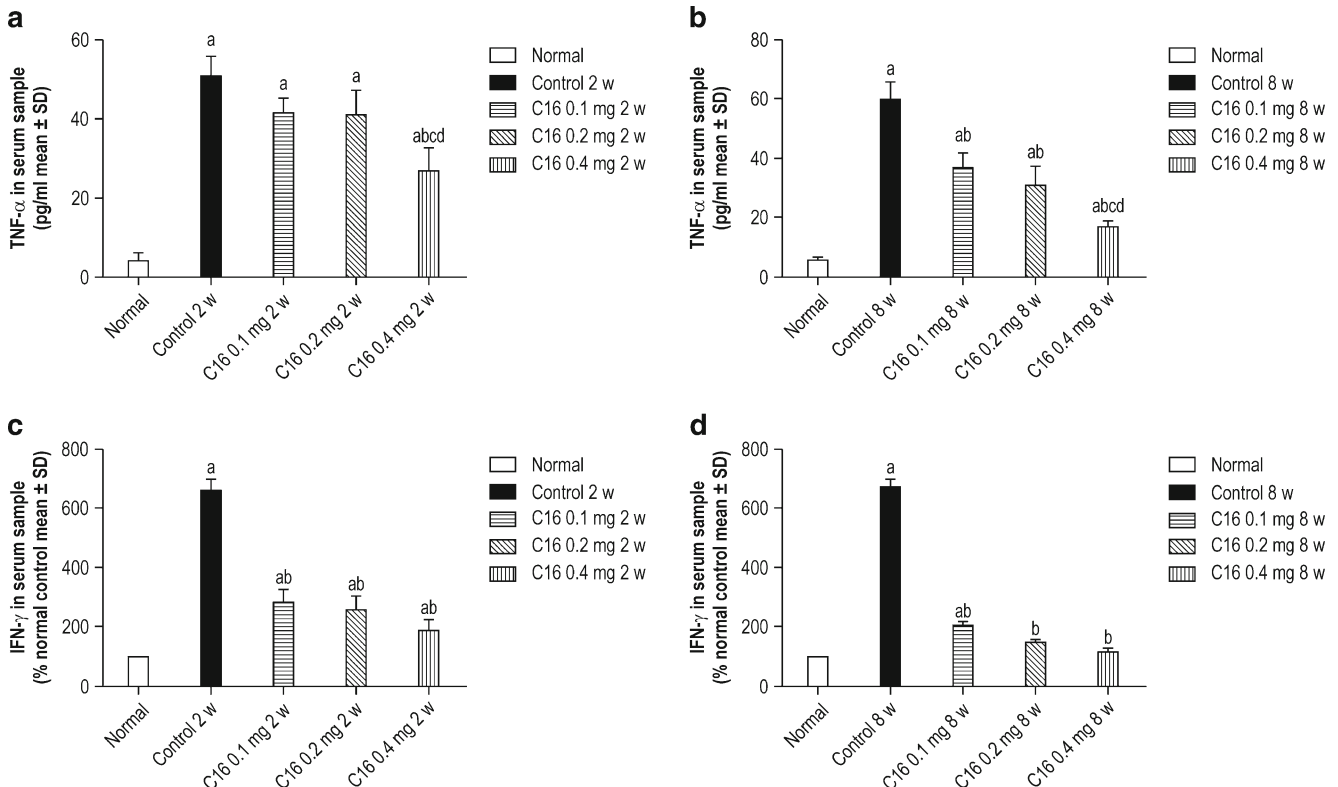 a
TNF-α in serum sample
(pg/ml mean ± SD)
60
40
20
0
a
a
a
abcd
Normal
Control 2 w
C16 0.1 mg 2 w
C16 0.2 mg 2 w
C16 0.4 mg 2 w
Normal
Control 2 w
C16 0.1 mg 2 w
C16 0.2 mg 2 w
C16 0.4 mg 2 w
b
TNF-α in serum sample
(pg/ml mean ± SD)
80
60
40
20
0
a
ab
ab
abcd
Normal
Control 8 w
C16 0.1 mg 8 w
C16 0.2 mg 8 w
C16 0.4 mg 8 w
Normal
Control 8 w
C16 0.1 mg 8 w
C16 0.2 mg 8 w
C16 0.4 mg 8 w
c
IFN-γ in serum sample
(% normal control mean ± SD)
800
600
400
200
0
a
ab
ab
ab
Normal
Control 2 w
C16 0.1 mg 2 w
C16 0.2 mg 2 w
C16 0.4 mg 2 w
Normal
Control 2 w
C16 0.1 mg 2 w
C16 0.2 mg 2 w
C16 0.4 mg 2 w
d
IFN-γ in serum sample
(% normal control mean ± SD)
800
600
400
200
0
a
ab
b
b
Normal
Control 8 w
C16 0.1 mg 8 w
C16 0.2 mg 8 w
C16 0.4 mg 8 w
Normal
Control 8 w
C16 0.1 mg 8 w
C16 0.2 mg 8 w
C16 0.4 mg 8 w